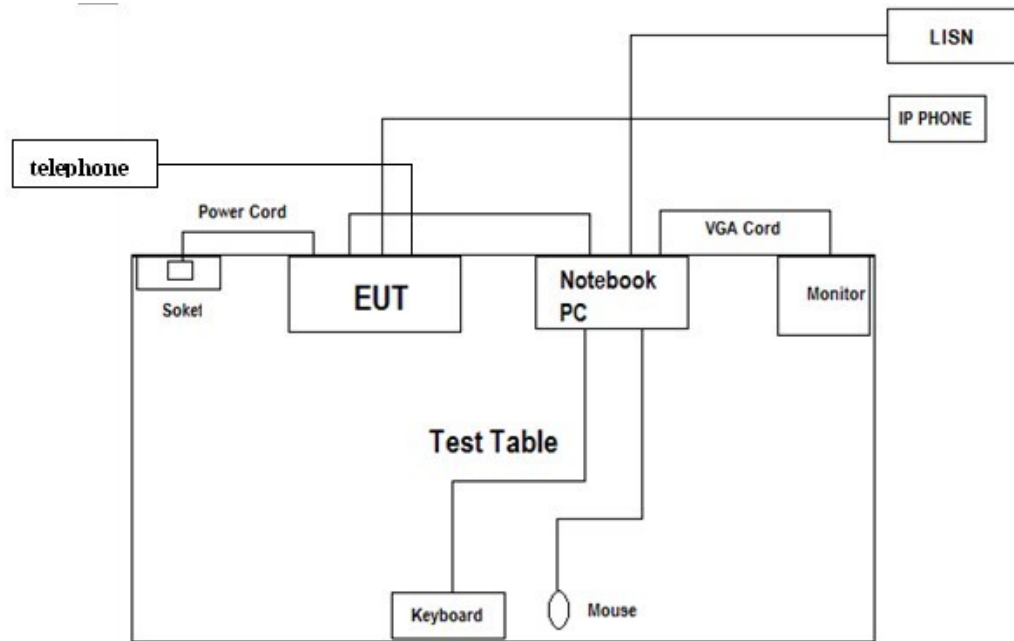 LISN
IP PHONE
telephone
Power Cord
VGA Cord
EUT
Notebook
PC
Monitor
Soket
Test Table
Keyboard
Mouse